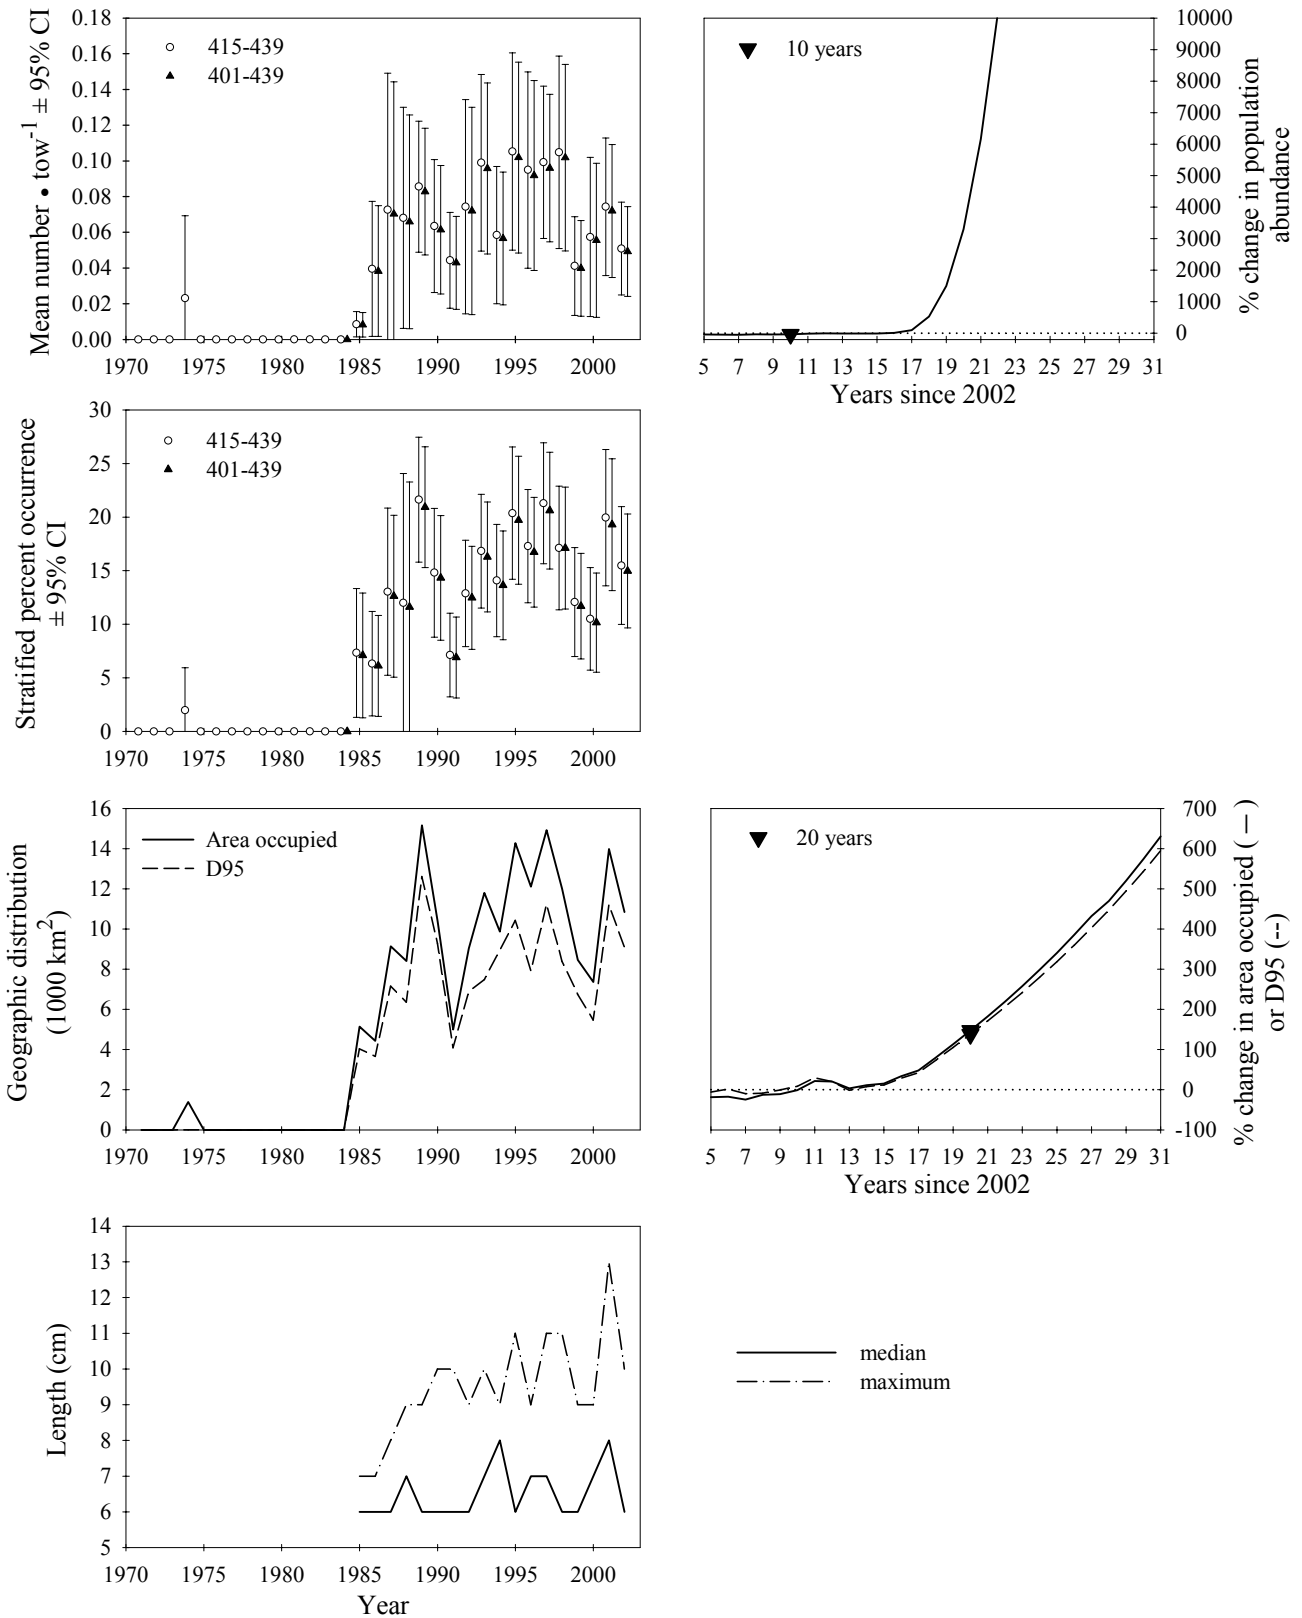 Mean number • tow⁻¹ ± 95% CI
0.18
0.16
0.14
0.12
0.10
0.08
0.06
0.04
0.02
0.00
415-439
401-439
1970 1975 1980 1985 1990 1995 2000
10 years
10000
9000
8000
7000
6000
5000
4000
3000
2000
1000
0
% change in population
abundance
5 7 9 11 13 15 17 19 21 23 25 27 29 31
Years since 2002
Stratified percent occurrence
± 95% CI
30
25
20
15
10
5
0
415-439
401-439
1970 1975 1980 1985 1990 1995 2000
Geographic distribution
(1000 km²)
16
14
12
10
8
6
4
2
0
Area occupied
D95
1970 1975 1980 1985 1990 1995 2000
20 years
700
600
500
400
300
200
100
0
-100
% change in area occupied (—)
or D95 (--)
5 7 9 11 13 15 17 19 21 23 25 27 29 31
Years since 2002
Length (cm)
14
13
12
11
10
9
8
7
6
5
1970 1975 1980 1985 1990 1995 2000
Year
median
maximum